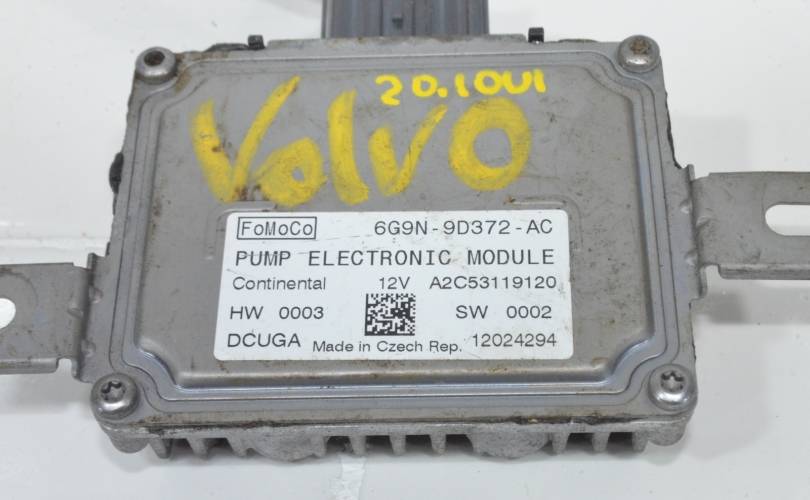 20.10VI
Volvo
FoMoCo 6G9N-9D372-AC
PUMP ELECTRONIC MODULE
Continental 12V A2C53119120
HW 0003 SW 0002
DCUGA Made in Czech Rep. 12024294